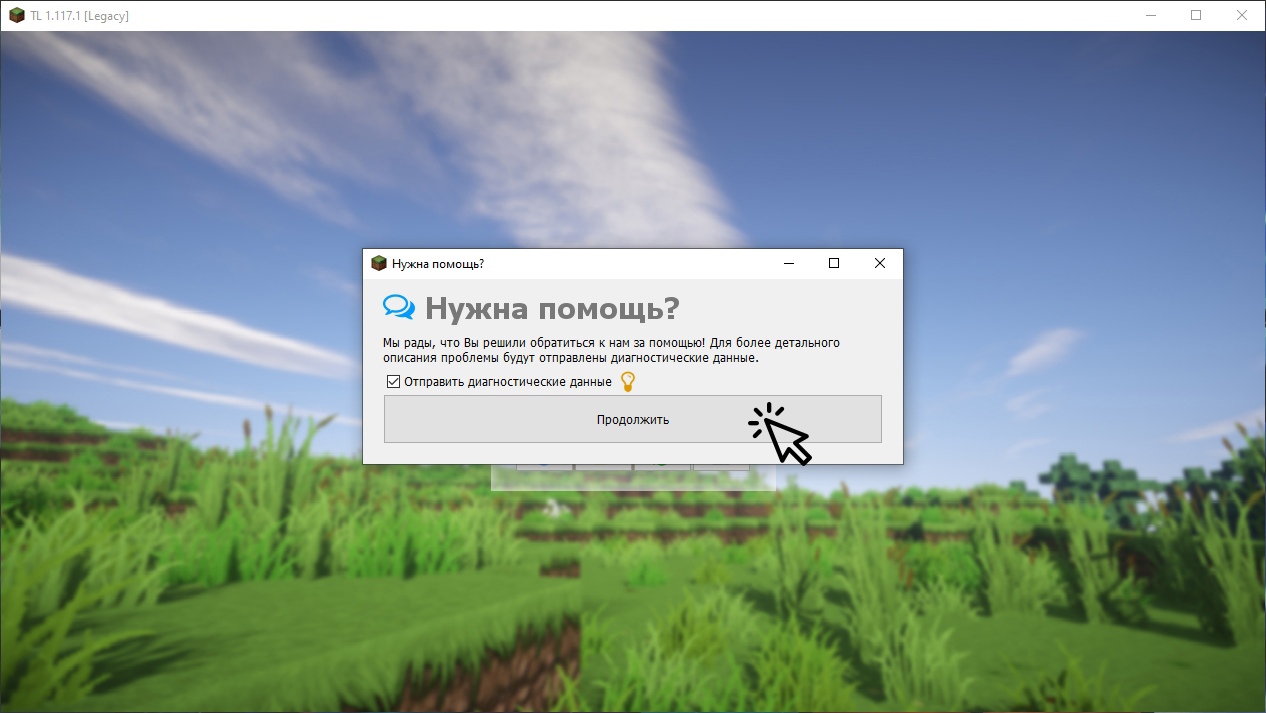 TL 1.117.1 [Legacy]
Нужна помощь?
Нужна помощь?
Мы рады, что Вы решили обратиться к нам за помощью! Для более детального
описания проблемы будут отправлены диагностические данные.
Отправить диагностические данные
Продолжить